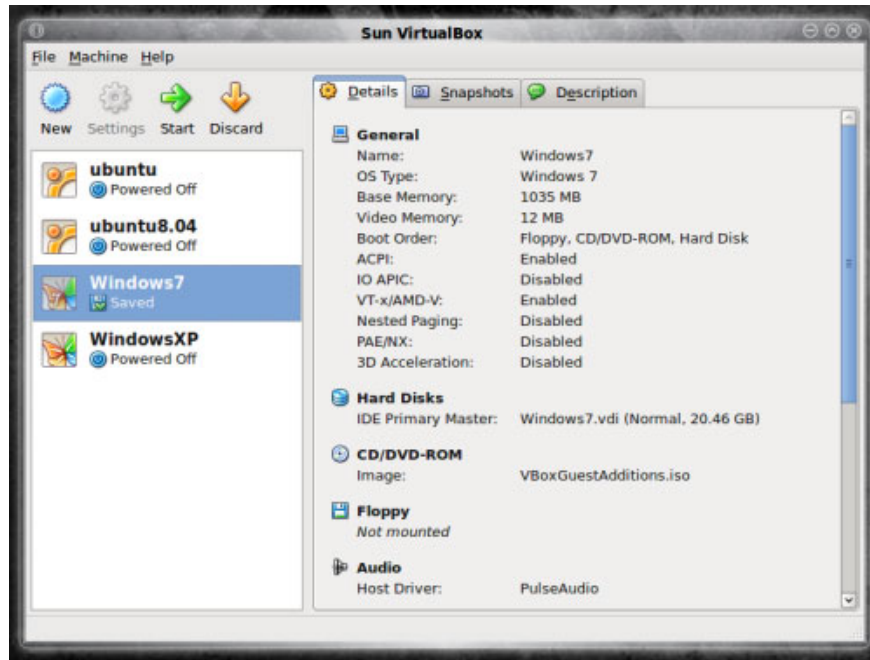 Sun VirtualBox
File Machine Help
New Settings Start Discard
ubuntu
Powered Off
ubuntu8.04
Powered Off
Windows7
Saved
WindowsXP
Powered Off
Details Snapshots Description
General
Name: Windows7
OS Type: Windows 7
Base Memory: 1035 MB
Video Memory: 12 MB
Boot Order: Floppy, CD/DVD-ROM, Hard Disk
ACPI: Enabled
IO APIC: Disabled
VT-x/AMD-V: Enabled
Nested Paging: Disabled
PAE/NX: Disabled
3D Acceleration: Disabled
Hard Disks
IDE Primary Master: Windows7.vdi (Normal, 20.46 GB)
CD/DVD-ROM
Image: VBoxGuestAdditions.iso
Floppy
Not mounted
Audio
Host Driver: PulseAudio